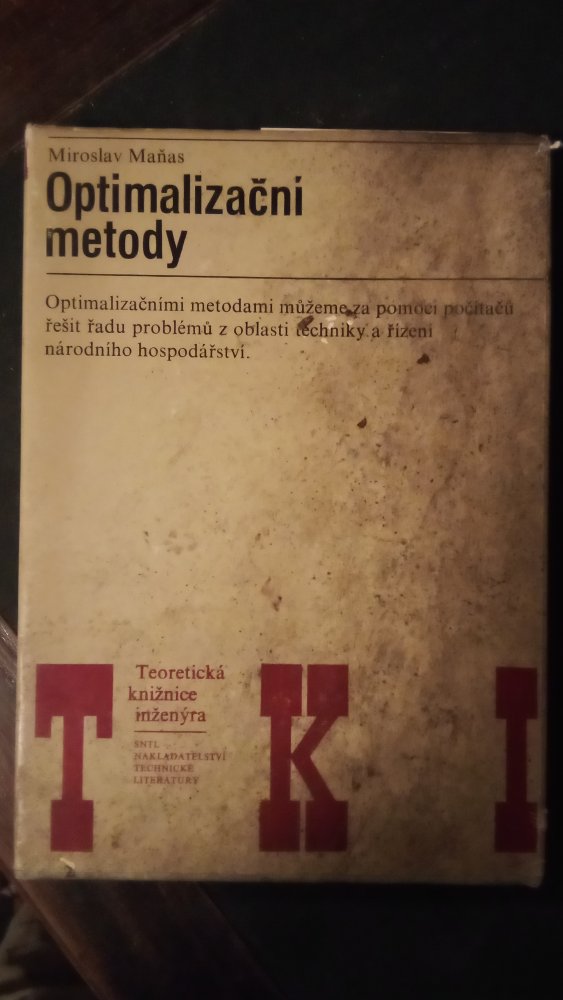 Miroslav Maňas
Optimalizační
metody
Optimalizačními metodami můžeme za pomoci počítačů
řešit řadu problémů z oblasti techniky a řízení
národního hospodářství.
Teoretická
knižnice
inženýra
SNTL
NAKLADATELSTVÍ
TECHNICKÉ
LITERATURY
T K I